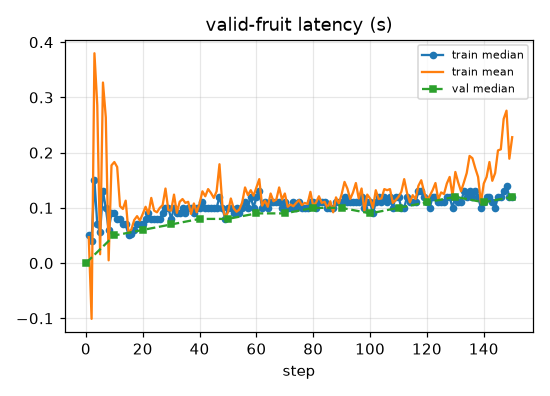 valid-fruit latency (s)
train median
train mean
val median
0.4
0.3
0.2
0.1
0.0
−0.1
0 20 40 60 80 100 120 140
step